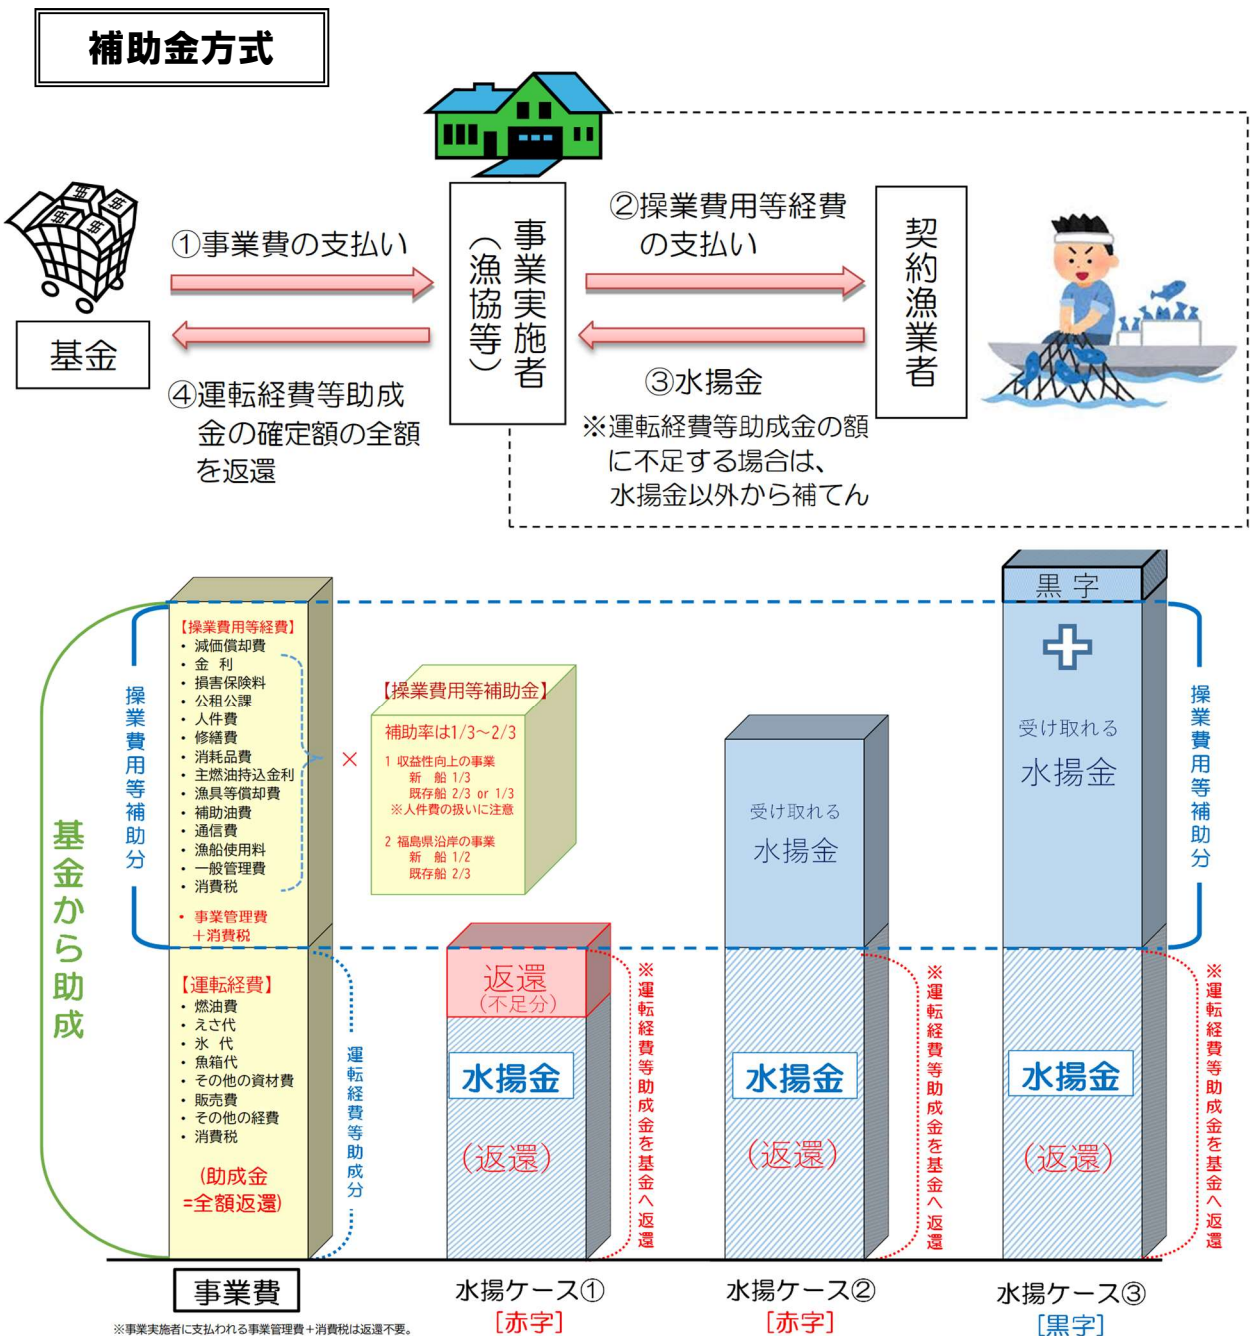 補助金方式
①事業費の支払い
基金
④運転経費等助成
金の確定額の全額
を返還
事業実施者
（漁協等）
②操業費用等経費
の支払い
③水揚金
※運転経費等助成金の額
に不足する場合は、
水揚金以外から補てん
契約漁業者
基金から助成
操業費用等補助分
【操業費用等経費】
・ 減価償却費
・ 金 利
・ 損害保険料
・ 公租公課
・ 人件費
・ 修繕費
・ 消耗品費
・ 主燃油持込金利
・ 漁具等償却費
・ 補助油費
・ 通信費
・ 漁船使用料
・ 一般管理費
・ 消費税
・ 事業管理費
＋消費税
【運転経費】
・ 燃油費
・ えさ代
・ 氷 代
・ 魚箱代
・ その他の資材費
・ 販売費
・ その他の経費
・ 消費税
(助成金
=全額返還)
運転経費等助成分
×
【操業費用等補助金】
補助率は1/3～2/3
1 収益性向上の事業
新 船 1/3
既存船 2/3 or 1/3
※人件費の扱いに注意
2 福島県沿岸の事業
新 船 1/2
既存船 2/3
返還
(不足分)
水揚金
(返還)
※運転経費等助成金を基金へ返還
受け取れる
水揚金
水揚金
(返還)
※運転経費等助成金を基金へ返還
黒 字
受け取れる
水揚金
水揚金
(返還)
操業費用等補助分
※運転経費等助成金を基金へ返還
事業費
水揚ケース①
[赤字]
水揚ケース②
[赤字]
水揚ケース③
[黒字]
※事業実施者に支払われる事業管理費＋消費税は返還不要。